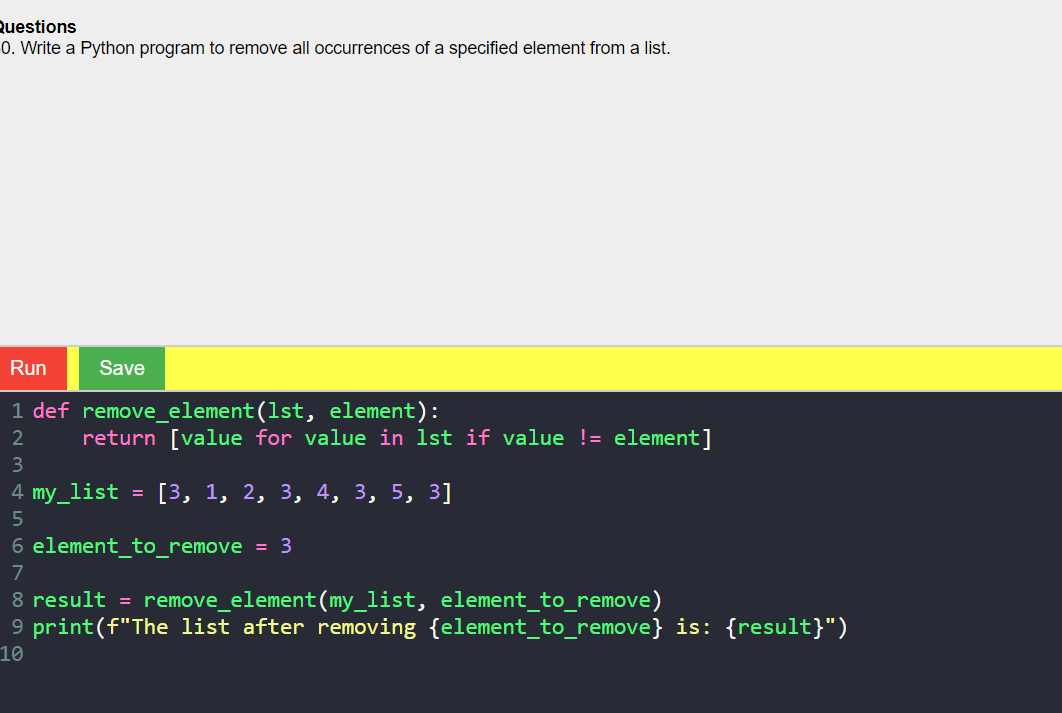 Questions
0. Write a Python program to remove all occurrences of a specified element from a list.
Run Save
1 def remove_element(lst, element):
2     return [value for value in lst if value != element]
3
4 my_list = [3, 1, 2, 3, 4, 3, 5, 3]
5
6 element_to_remove = 3
7
8 result = remove_element(my_list, element_to_remove)
9 print(f"The list after removing {element_to_remove} is: {result}")
10